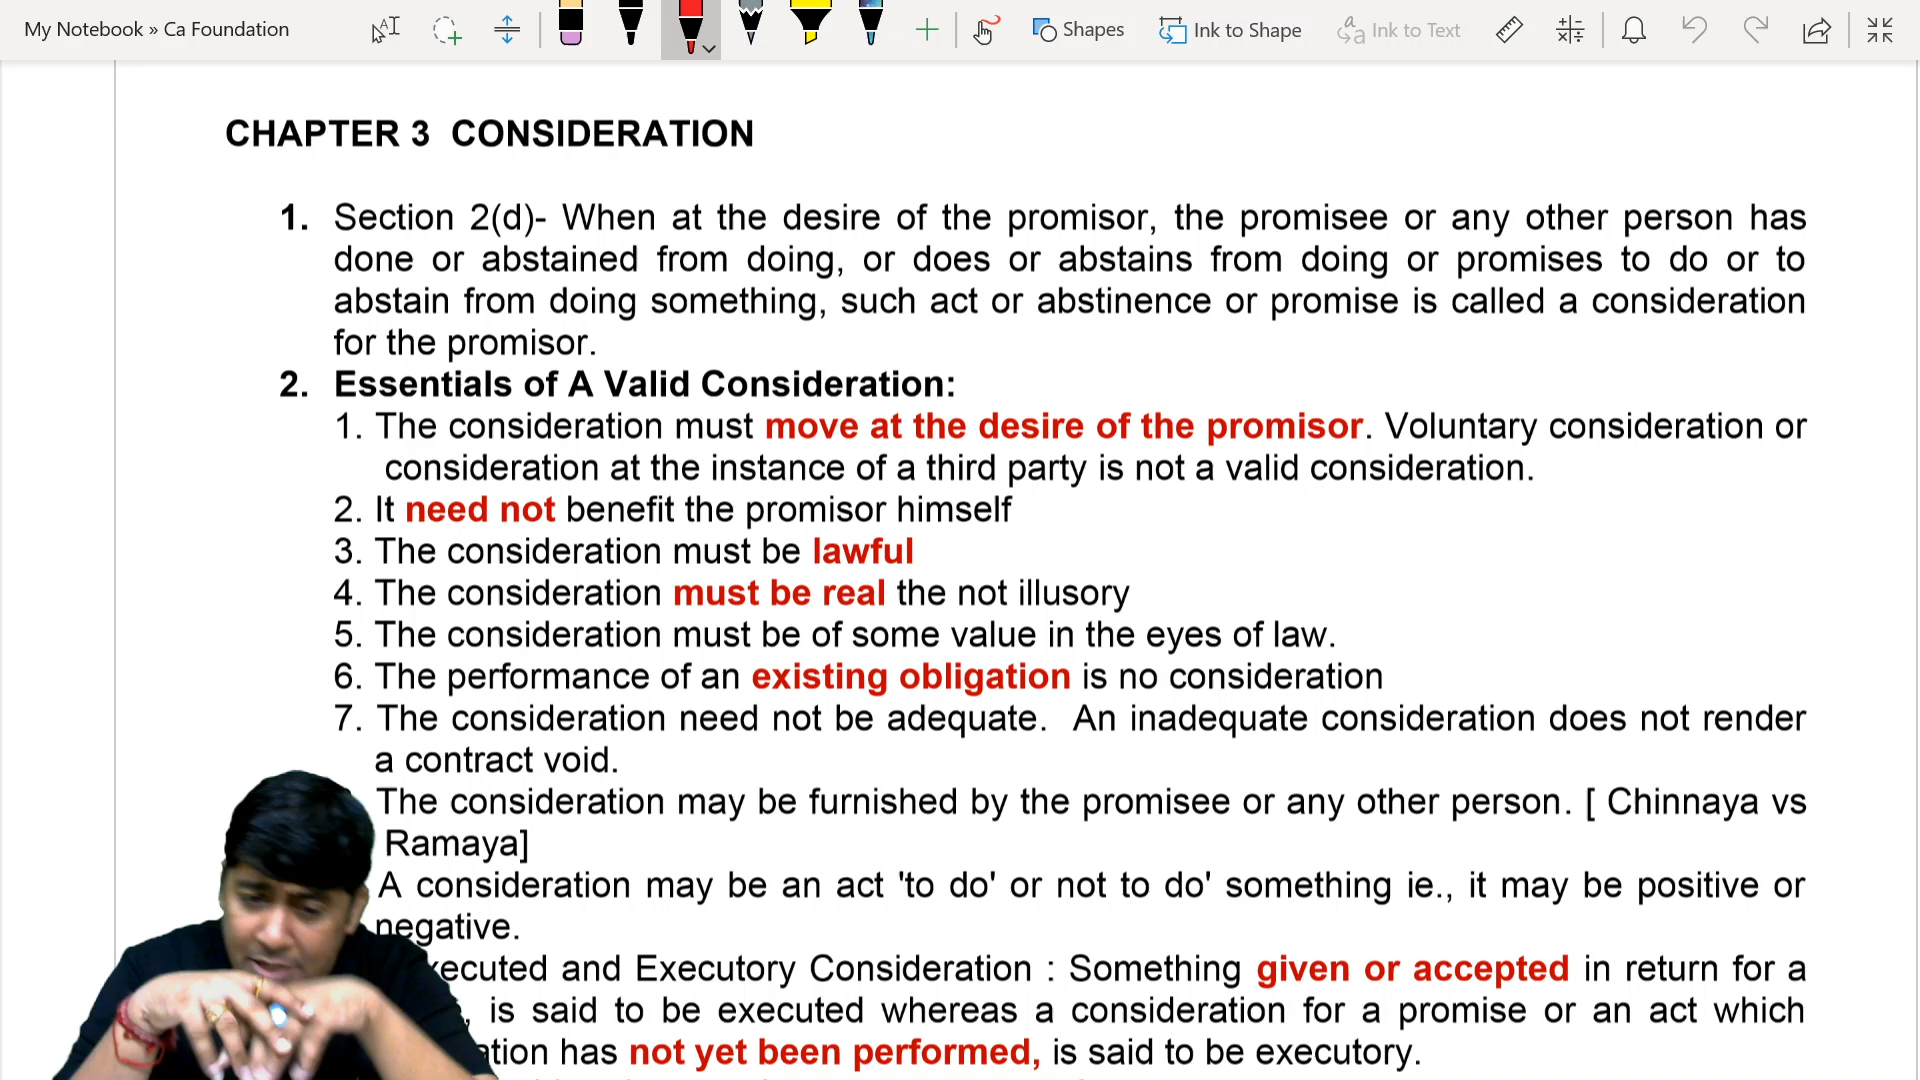 My Notebook » Ca Foundation
Shapes
Ink to Shape
Ink to Text
CHAPTER 3 CONSIDERATION
1. Section 2(d)- When at the desire of the promisor, the promisee or any other person has
done or abstained from doing, or does or abstains from doing or promises to do or to
abstain from doing something, such act or abstinence or promise is called a consideration
for the promisor.
2. Essentials of A Valid Consideration:
1. The consideration must move at the desire of the promisor. Voluntary consideration or
consideration at the instance of a third party is not a valid consideration.
2. It need not benefit the promisor himself
3. The consideration must be lawful
4. The consideration must be real the not illusory
5. The consideration must be of some value in the eyes of law.
6. The performance of an existing obligation is no consideration
7. The consideration need not be adequate. An inadequate consideration does not render
a contract void.
The consideration may be furnished by the promisee or any other person. [ Chinnaya vs
Ramaya]
A consideration may be an act 'to do' or not to do' something ie., it may be positive or
negative.
and Executory Consideration : Something given or accepted in return for a
is said to be executed whereas a consideration for a promise or an act which
has not yet been performed, is said to be executory.